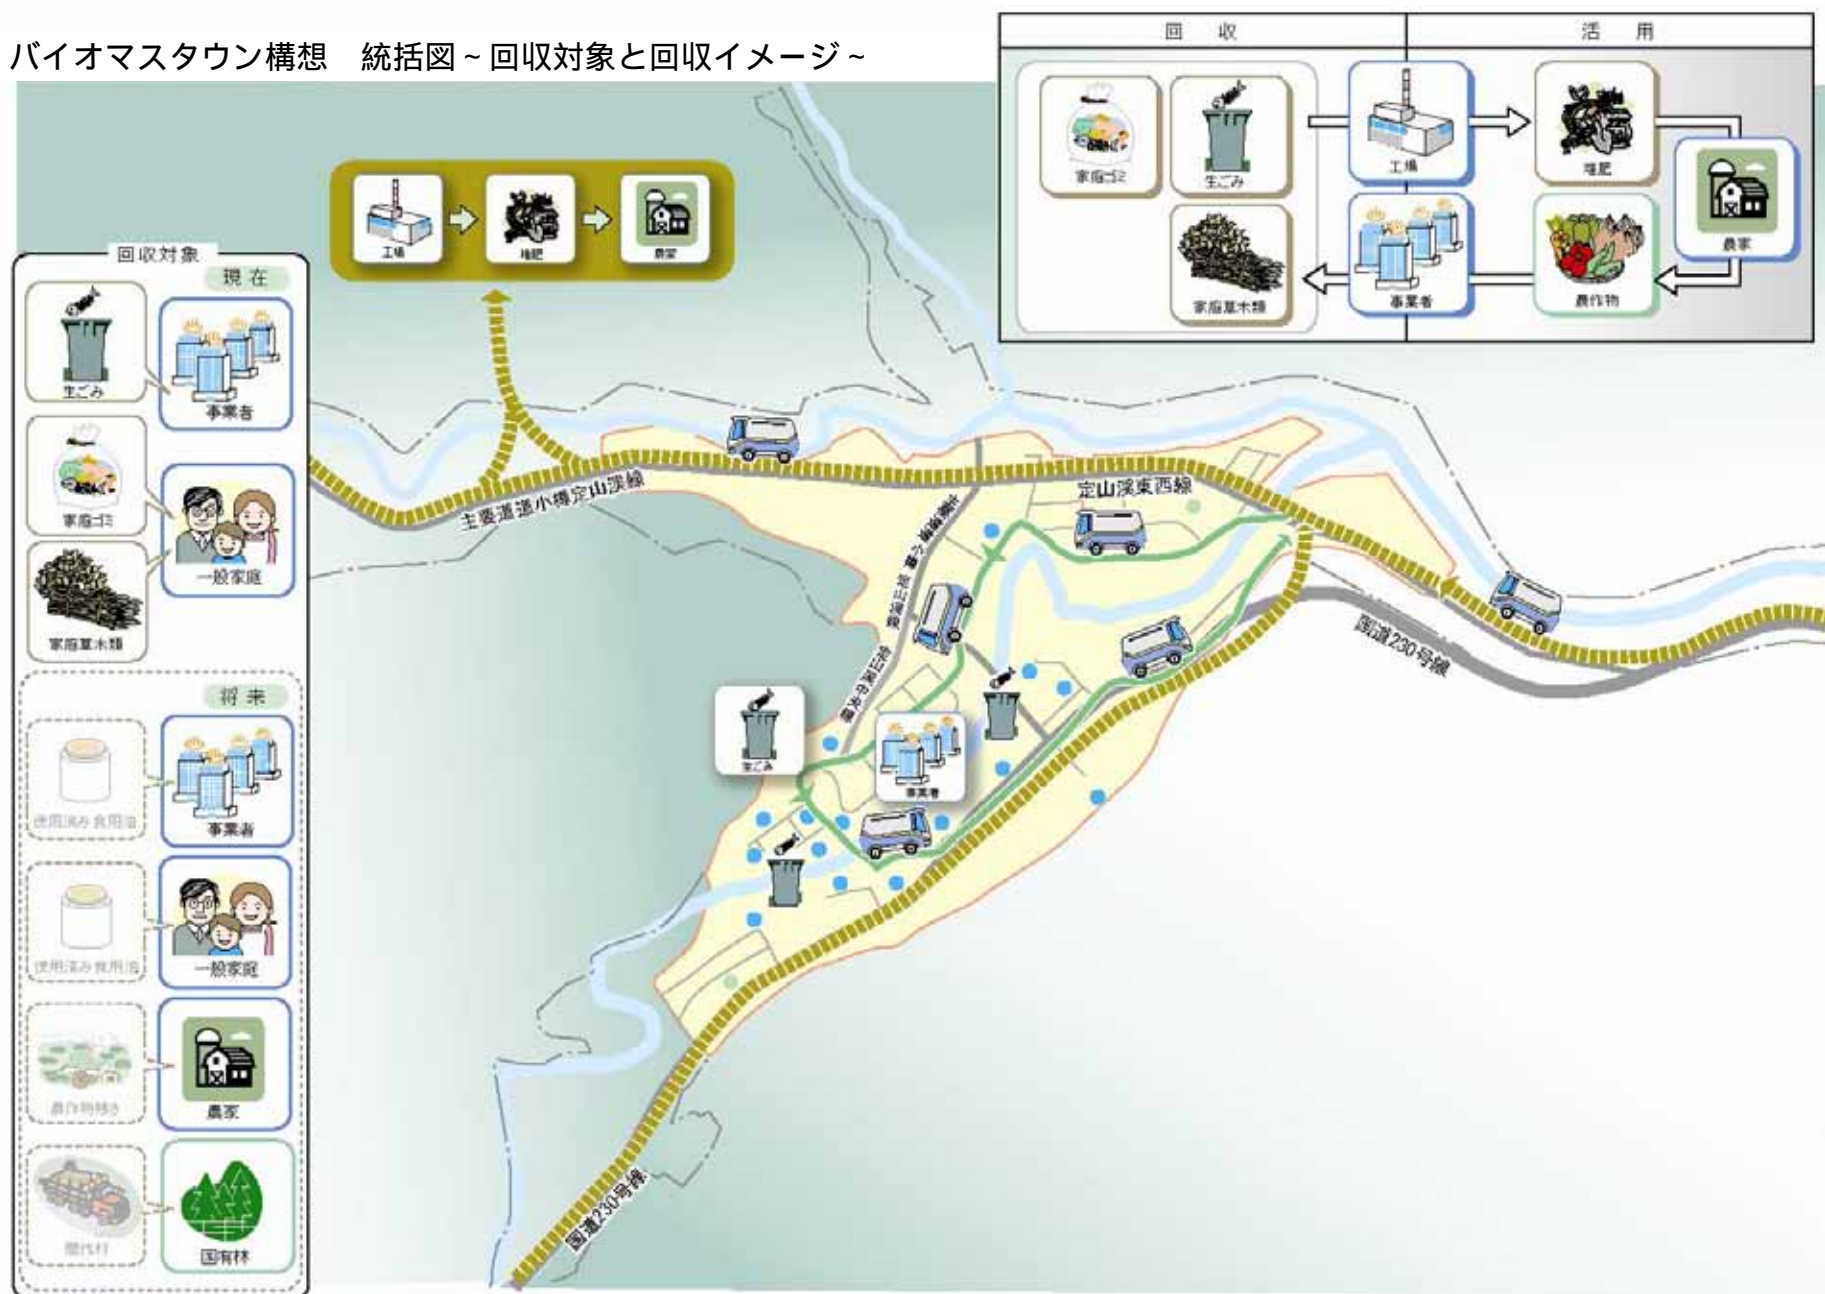 バイオマスタウン構想　統括図～回収対象と回収イメージ～
回　収
活　用
家庭ゴミ
生ごみ
工場
堆肥
農家
家庭草木類
事業者
農作物
工場
堆肥
農家
回収対象
現在
生ごみ
事業者
家庭ゴミ
一般家庭
家庭草木類
将来
使用済み食用油
事業者
使用済み食用油
一般家庭
農家
間伐材
国有林
主要道道小樽定山渓線
定山渓東西線
国道230号線
生ごみ
事業者
国道230号線